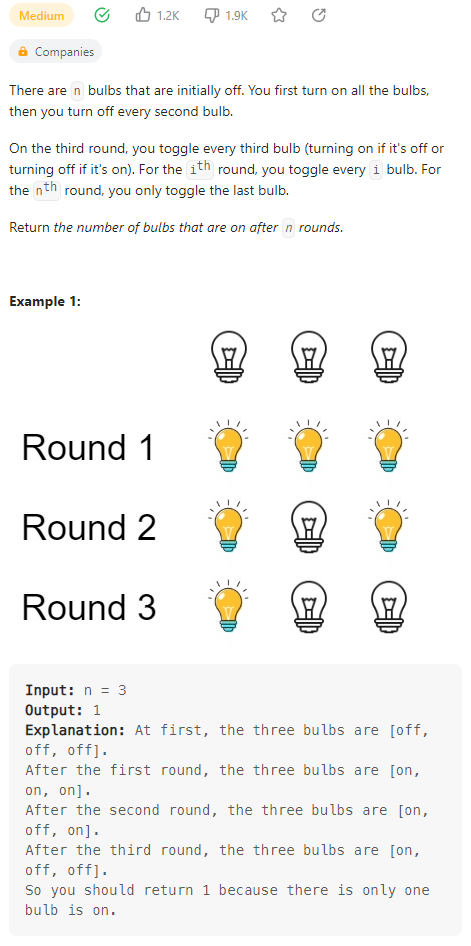 Medium 1.2K 1.9K
Companies
There are n bulbs that are initially off. You first turn on all the bulbs,
then you turn off every second bulb.
On the third round, you toggle every third bulb (turning on if it's off or
turning off if it's on). For the ith round, you toggle every i bulb. For
the nth round, you only toggle the last bulb.
Return the number of bulbs that are on after n rounds.
Example 1:
Round 1
Round 2
Round 3
Input: n = 3
Output: 1
Explanation: At first, the three bulbs are [off,
off, off].
After the first round, the three bulbs are [on,
on, on].
After the second round, the three bulbs are [on,
off, on].
After the third round, the three bulbs are [on,
off, off].
So you should return 1 because there is only one
bulb is on.